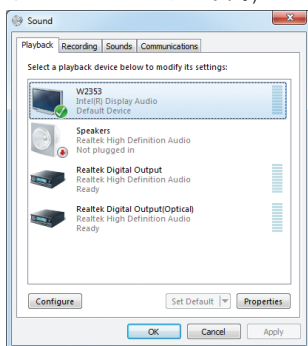 Sound
Playback Recording Sounds Communications
Select a playback device below to modify its settings:
W2353
Intel(R) Display Audio
Default Device
Speakers
Realtek High Definition Audio
Not plugged in
Realtek Digital Output
Realtek High Definition Audio
Ready
Realtek Digital Output(Optical)
Realtek High Definition Audio
Ready
Configure Set Default Properties
OK Cancel Apply